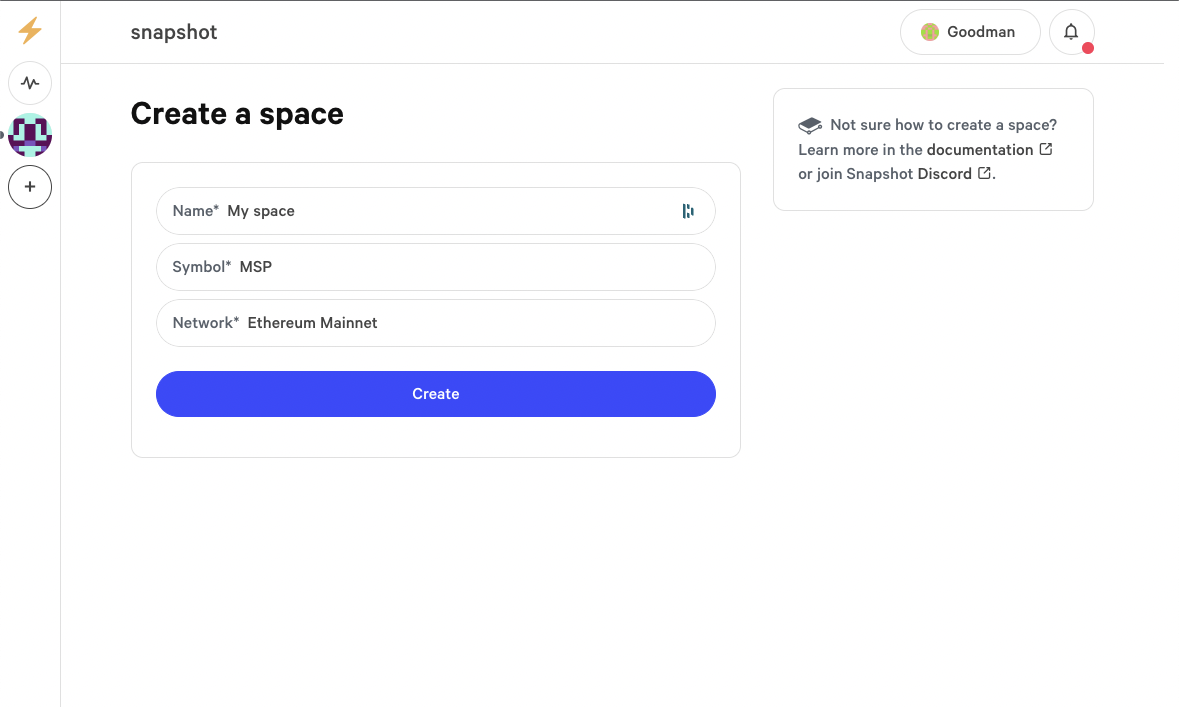 snapshot
Goodman
Create a space
Name* My space
Symbol* MSP
Network* Ethereum Mainnet
Create
Not sure how to create a space?
Learn more in the documentation
or join Snapshot Discord .